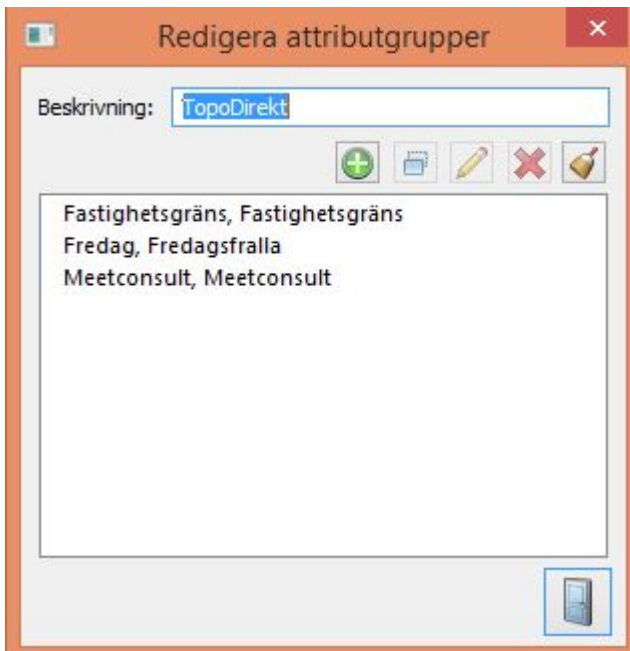 Redigera attributgrupper
Beskrivning: TopoDirekt
Fastighetsgräns, Fastighetsgräns
Fredag, Fredagsfralla
Meetconsult, Meetconsult